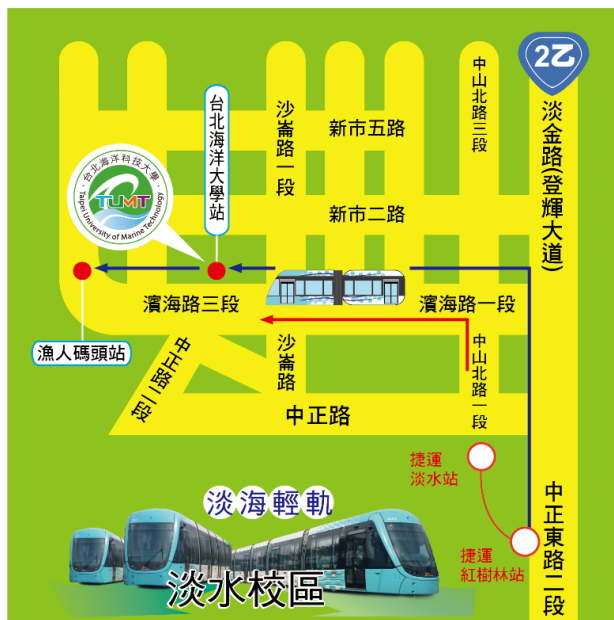 2乙
中山北路三段
淡金路(登輝大道)
台北海洋大學站
沙崙路一段
新市五路
台北海洋科技大學
TUMT
Taipei University of Marine Technology
新市二路
濱海路三段
濱海路一段
漁人碼頭站
中正路二段
沙崙路
中山北路一段
中正路
捷運
淡水站
中正東路二段
淡海輕軌
捷運
紅樹林站
淡水校區